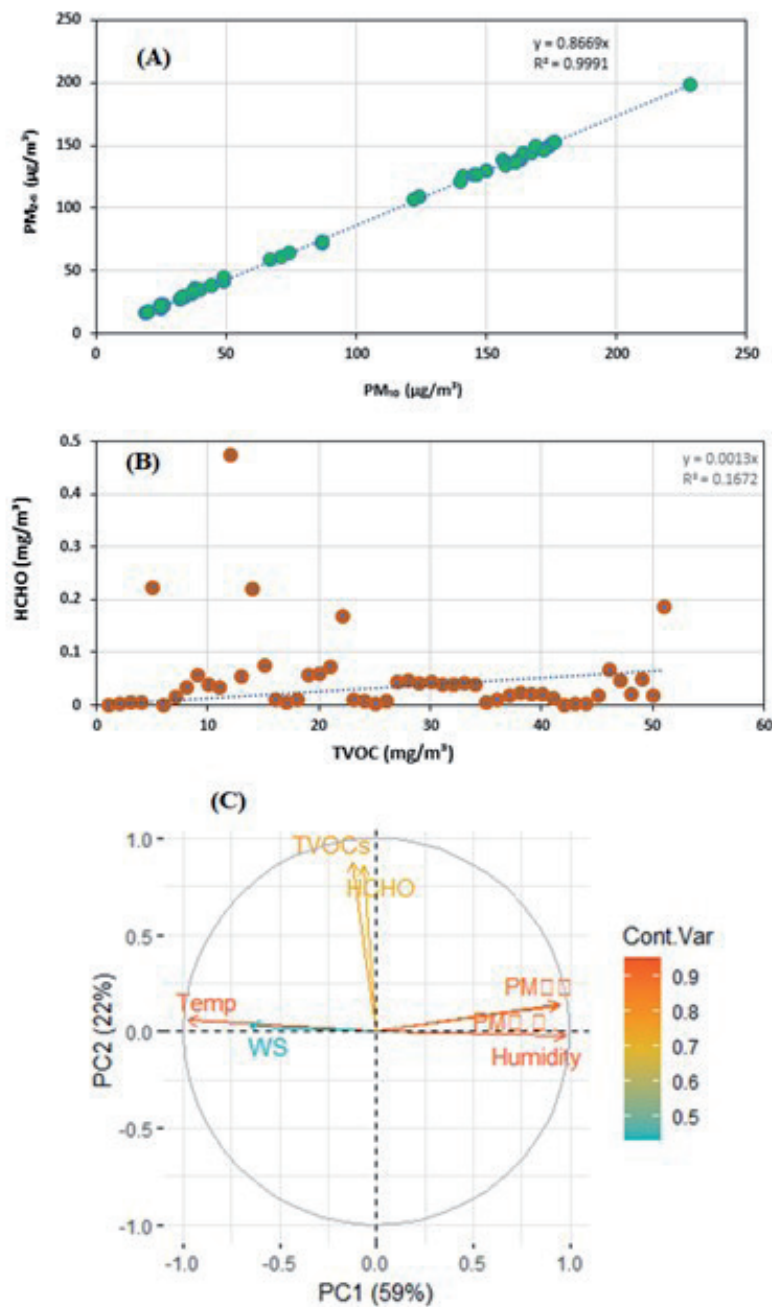 250
(A)
y = 0.8669x
R² = 0.9991
200
150
100
50
0
PM₂.₅ (µg/m³)
0 50 100 150 200 250
PM₁₀ (µg/m³)
0.5
(B)
y = 0.0013x
R² = 0.1672
0.4
0.3
0.2
0.1
0
HCHO (mg/m³)
0 10 20 30 40 50 60
TVOC (mg/m³)
(C)
1.0
0.5
0.0
-0.5
-1.0
PC2 (22%)
TVOCs
HCHO
PM□□
PM□□
Temp
WS
Humidity
-1.0 -0.5 0.0 0.5 1.0
PC1 (59%)
Cont.Var
0.9
0.8
0.7
0.6
0.5